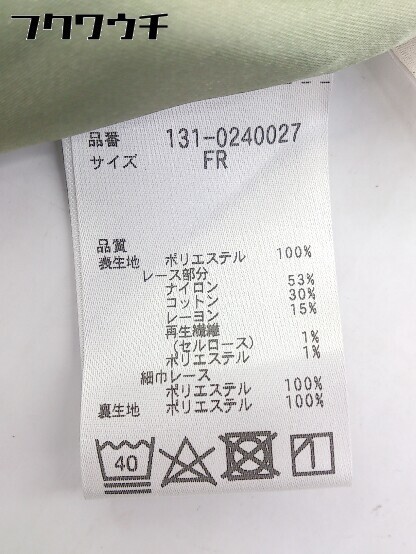 フクワウチ
品番 131-0240027
サイズ FR
品質
表生地 ポリエステル 100%
レース部分
ナイロン 53%
コットン 30%
レーヨン 15%
再生繊維
(セルロース) 1%
ポリエステル 1%
細巾レース
ポリエステル 100%
裏生地 ポリエステル 100%
40